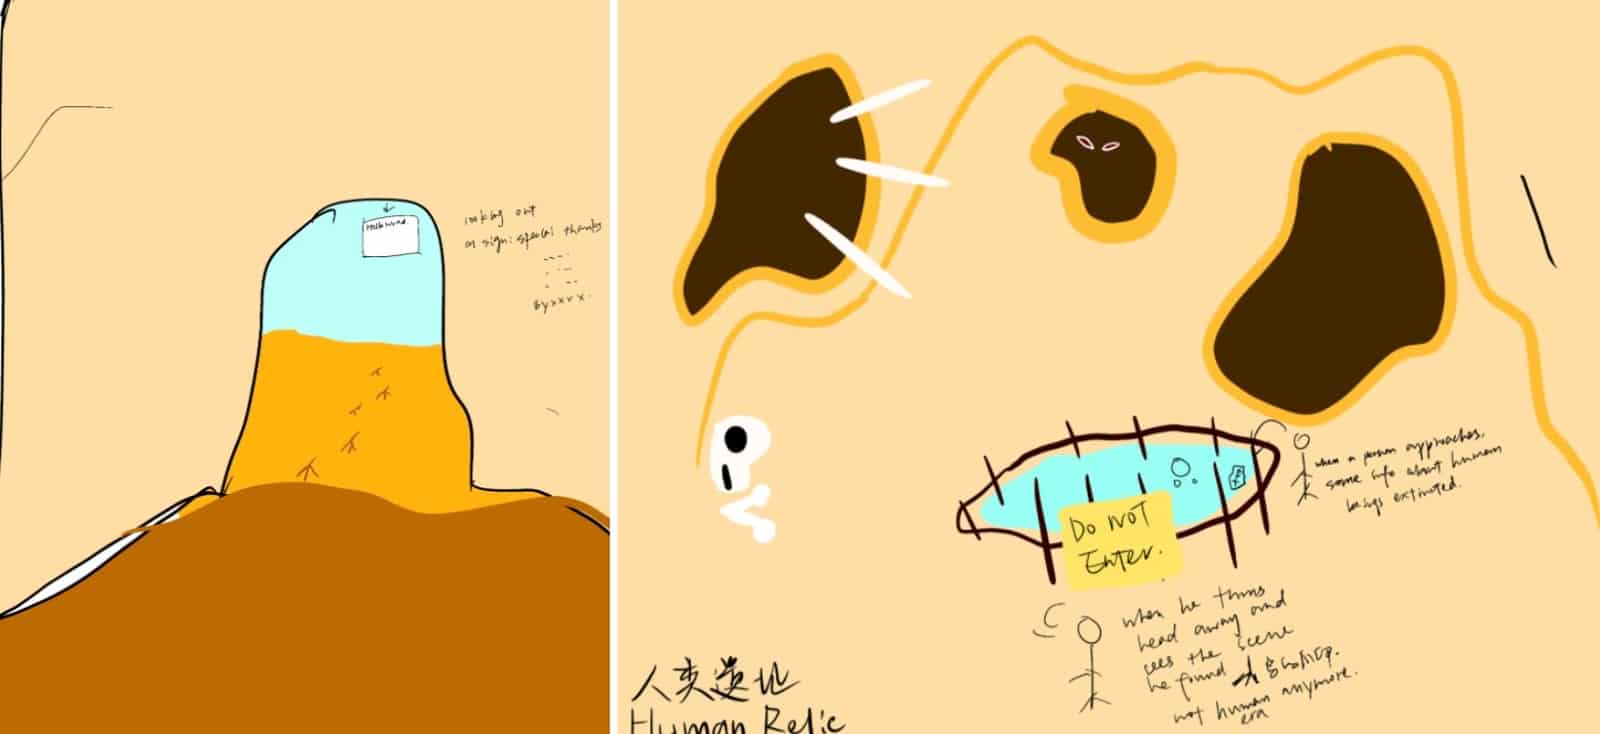 looking out
on sign: special thanks
By xxxx.
Do NOT
Enter.
when a person approaches,
some info about human
beings extincted.
when he turns
head away and
sees the scene
he found
not human anymore.
era
人类遗址
Human Relic